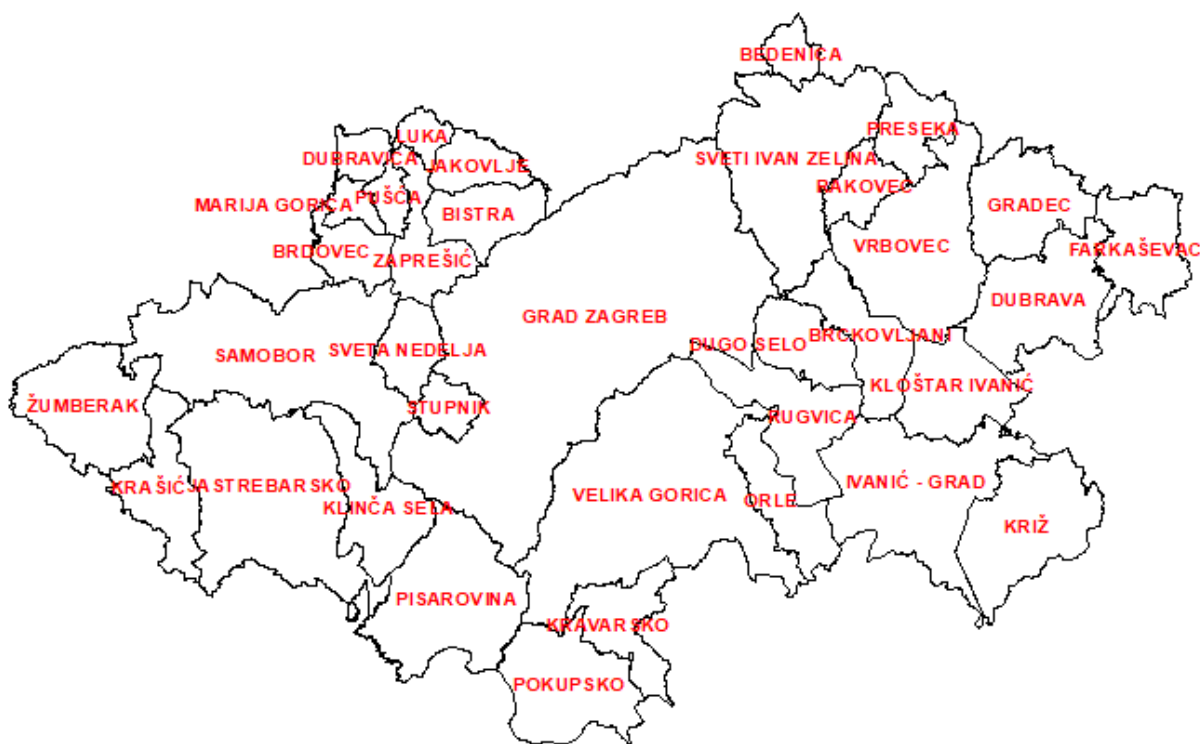 BEDENICA
PRESEKA
LUKA
DUBRAVICA
JAKOVLJE
SVETI IVAN ZELINA
RAKOVEC
MARIJA GORICA
PUŠĆA
BISTRA
GRADEC
BRDOVEC
ZAPREŠIĆ
VRBOVEC
FARKAŠEVAC
DUBRAVA
GRAD ZAGREB
SAMOBOR
SVETA NEDELJA
DUGO SELO
BRCKOVLJANI
ŽUMBERAK
STUPNIK
KLOŠTAR IVANIĆ
RUGVICA
KRAŠIĆ
JASTREBARSKO
KLINČA SELA
VELIKA GORICA
ORLE
IVANIĆ - GRAD
KRIŽ
PISAROVINA
KRAVARSKO
POKUPSKO